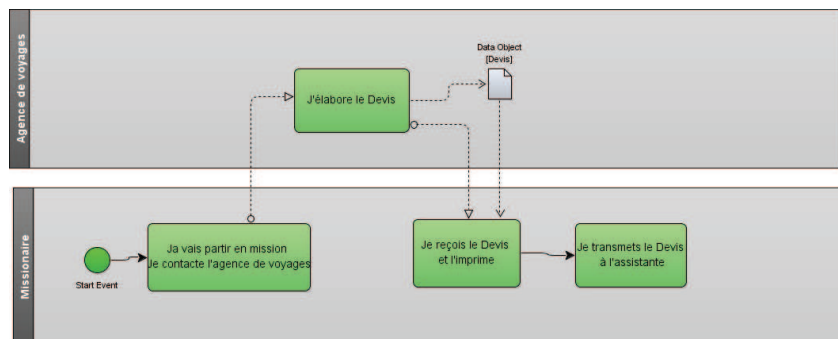 Agence de voyages
Data Object
[Devis]
J'élabore le Devis
Missionaire
Start Event
Ja vais partir en mission
Je contacte l'agence de voyages
Je reçois le Devis
et l'imprime
Je transmets le Devis
à l'assistante